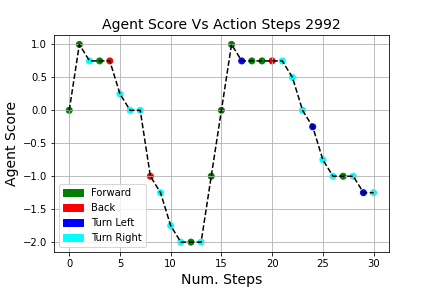 Agent Score Vs Action Steps 2992
Agent Score
1.0
0.5
0.0
−0.5
−1.0
−1.5
−2.0
Forward
Back
Turn Left
Turn Right
0 5 10 15 20 25 30
Num. Steps